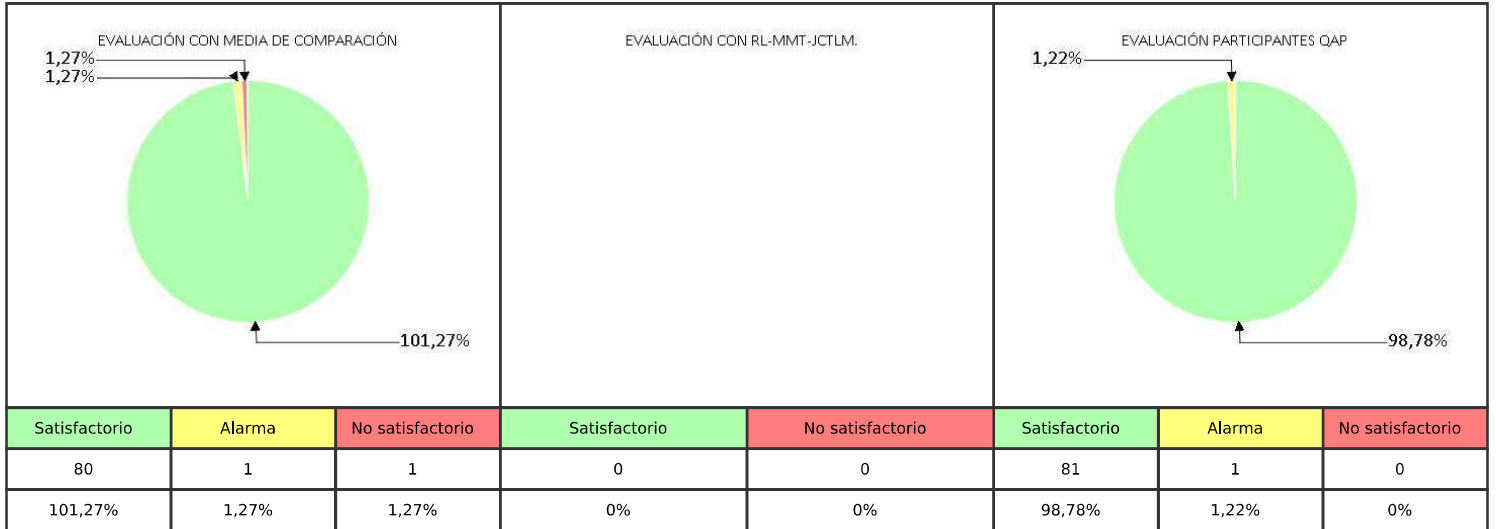 EVALUACIÓN CON MEDIA DE COMPARACIÓN
1,27%
1,27%
101,27%
EVALUACIÓN CON RL-MMT-JCTLM.
EVALUACIÓN PARTICIPANTES QAP
1,22%
98,78%
Satisfactorio Alarma No satisfactorio Satisfactorio No satisfactorio Satisfactorio Alarma No satisfactorio
80 1 1 0 0 81 1 0
101,27% 1,27% 1,27% 0% 0% 98,78% 1,22% 0%